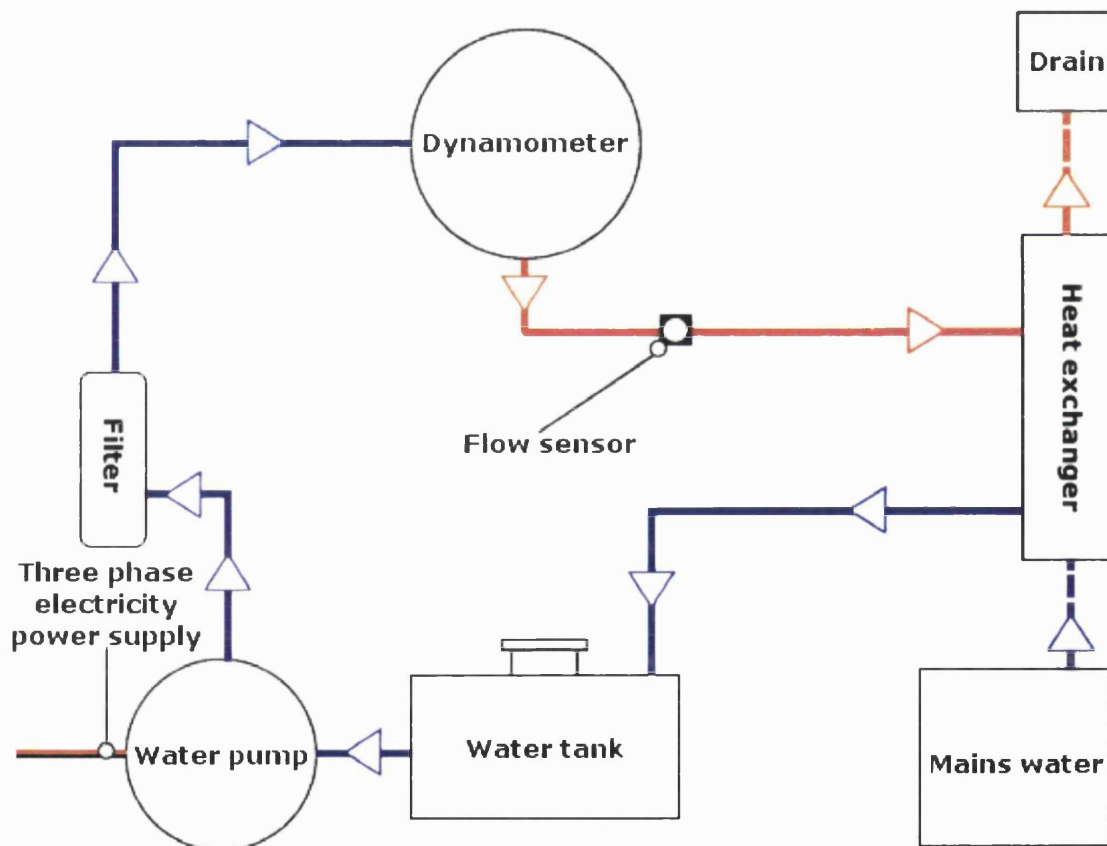 Drain
Dynamometer
Heat exchanger
Flow sensor
Filter
Three phase
electricity
power supply
Water pump
Water tank
Mains water